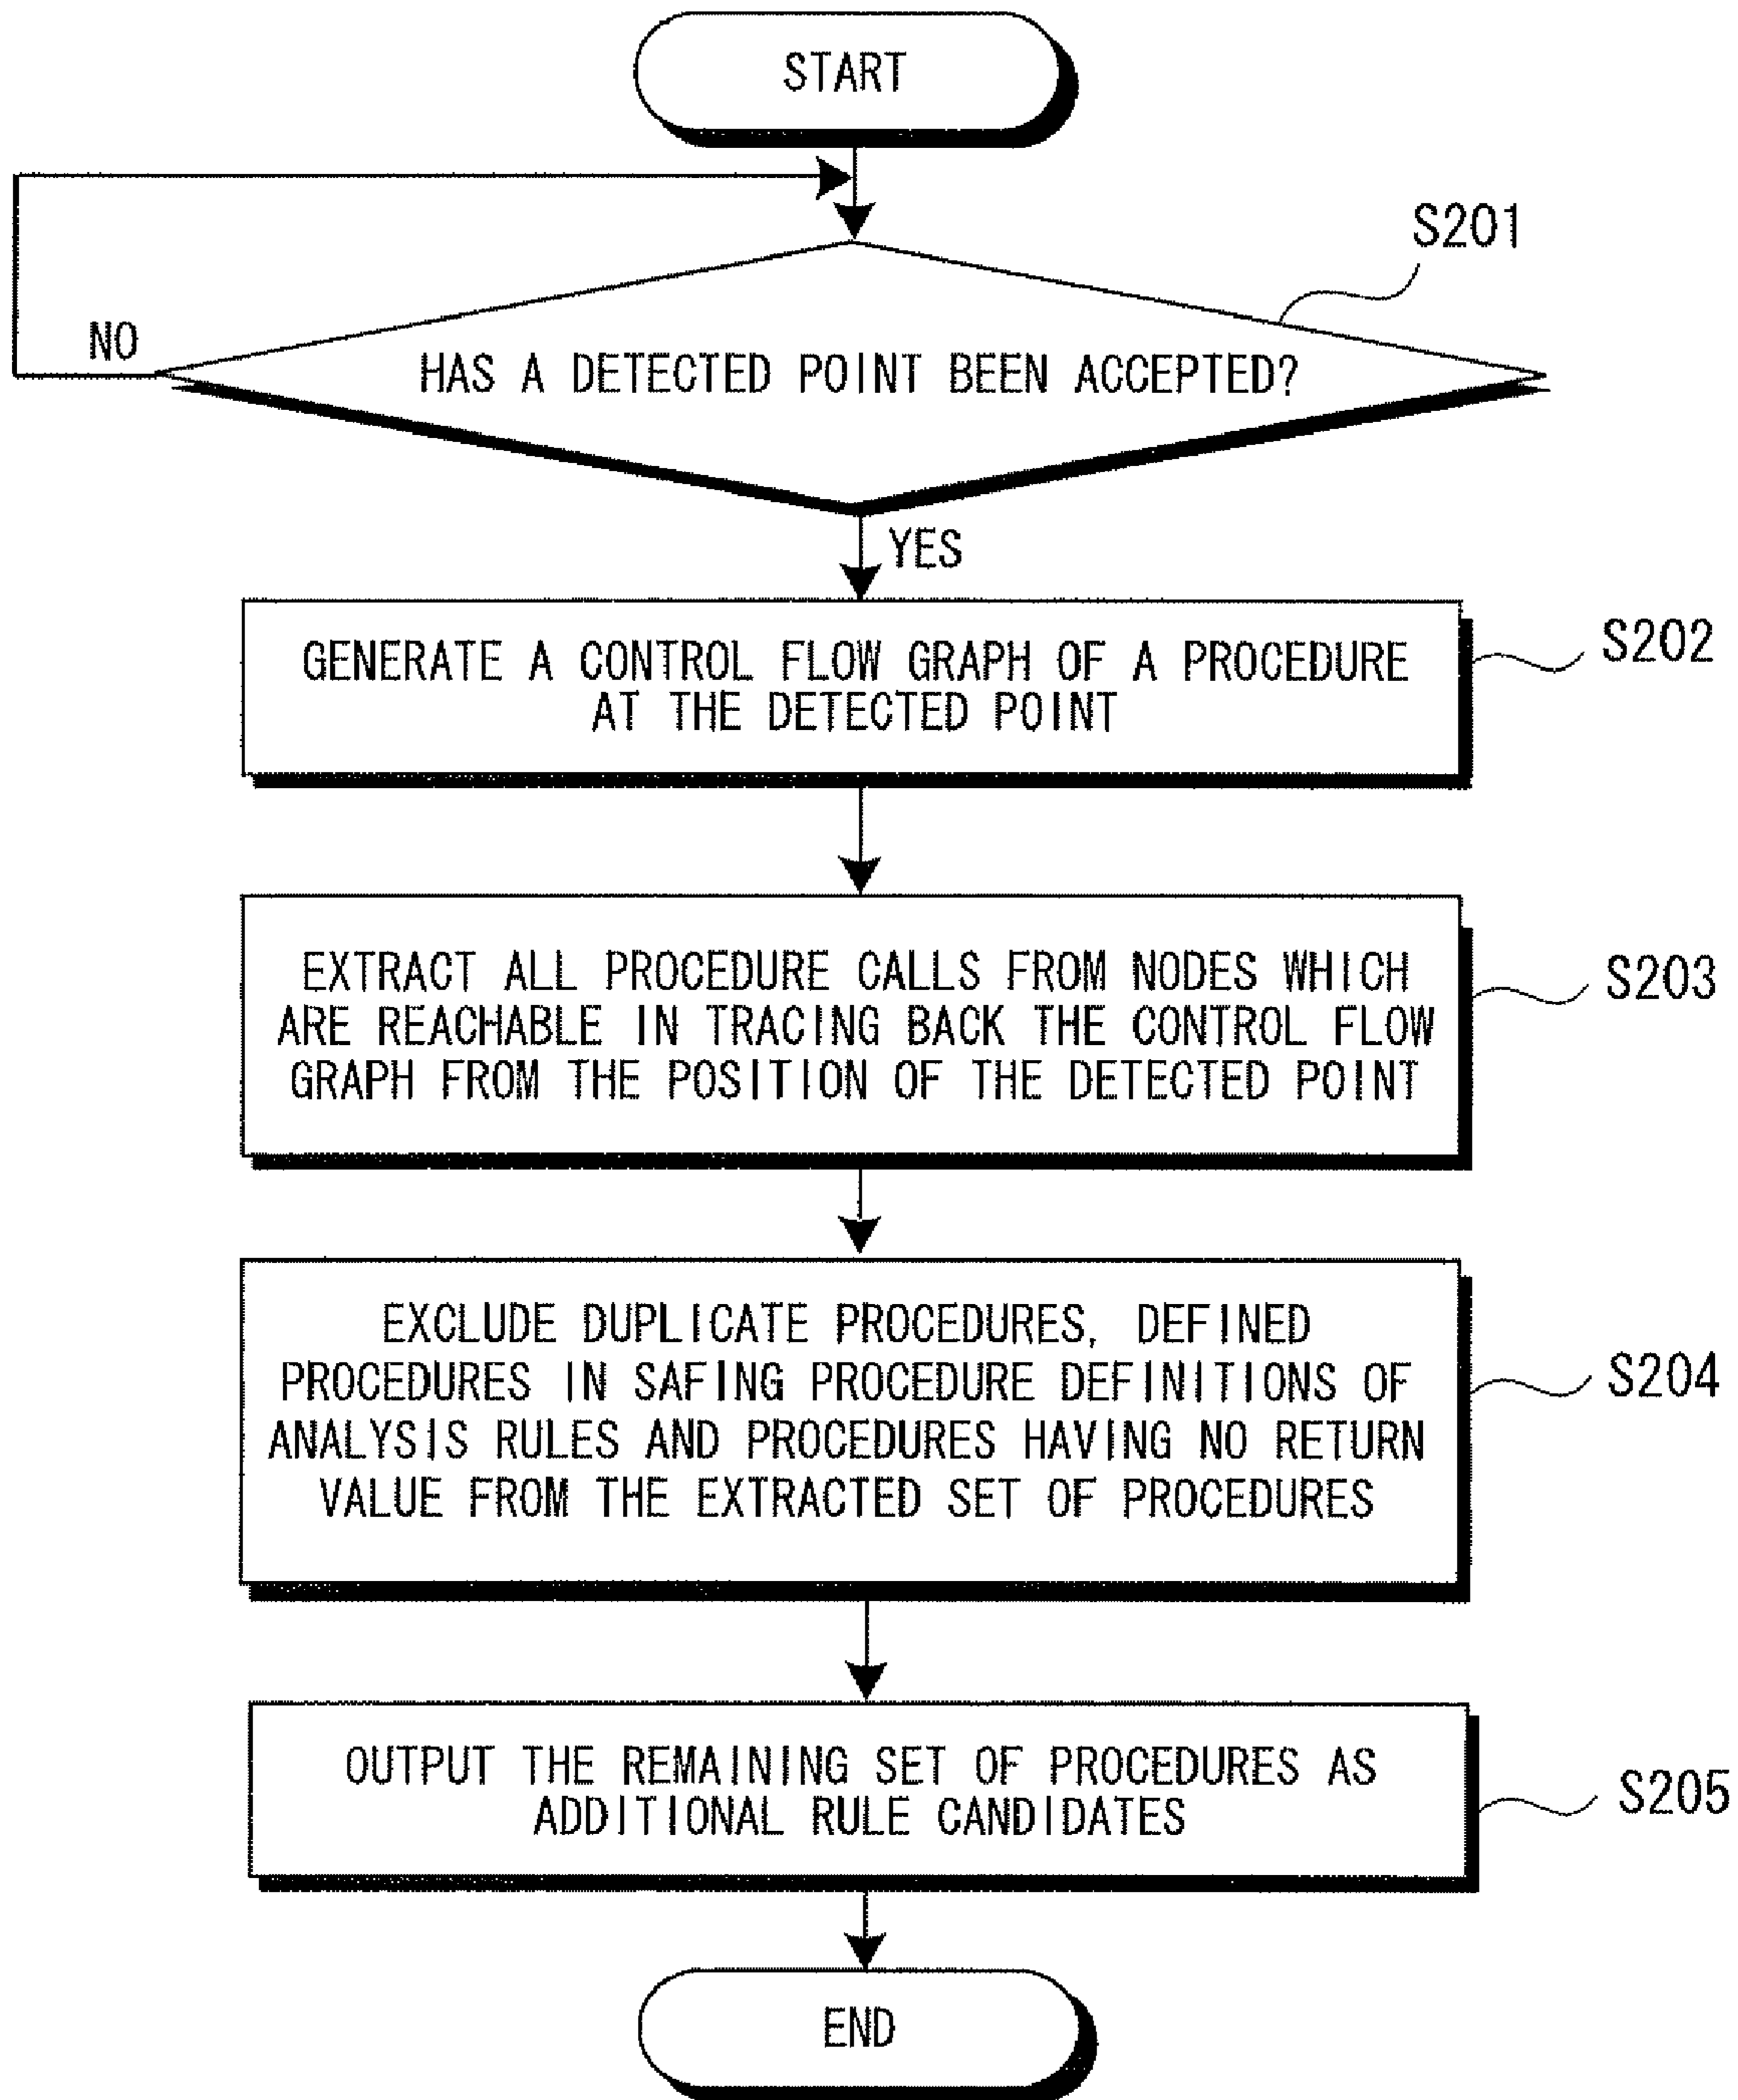 START
S201
NO
HAS A DETECTED POINT BEEN ACCEPTED?
YES
GENERATE A CONTROL FLOW GRAPH OF A PROCEDURE
AT THE DETECTED POINT
S202
EXTRACT ALL PROCEDURE CALLS FROM NODES WHICH
ARE REACHABLE IN TRACING BACK THE CONTROL FLOW
GRAPH FROM THE POSITION OF THE DETECTED POINT
S203
EXCLUDE DUPLICATE PROCEDURES, DEFINED
PROCEDURES IN SAFING PROCEDURE DEFINITIONS OF
ANALYSIS RULES AND PROCEDURES HAVING NO RETURN
VALUE FROM THE EXTRACTED SET OF PROCEDURES
S204
OUTPUT THE REMAINING SET OF PROCEDURES AS
ADDITIONAL RULE CANDIDATES
S205
END